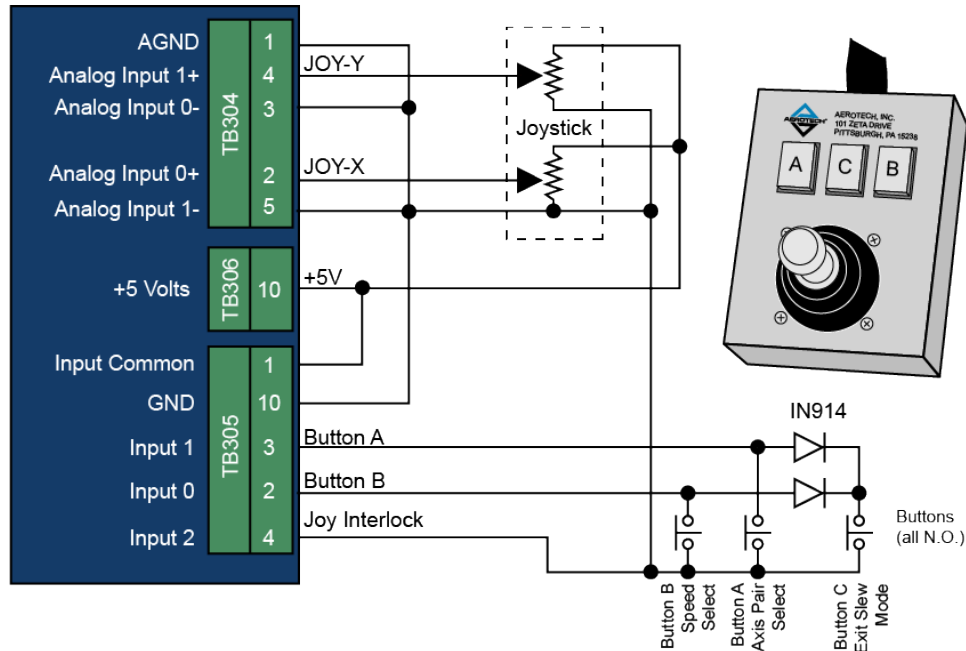 AGND
1
Analog Input 1+
4
JOY-Y
Analog Input 0-
3
TB304
Analog Input 0+
2
JOY-X
Analog Input 1-
5
Joystick
+5 Volts
TB306
10
+5V
Input Common
1
GND
10
TB305
Input 1
3
Button A
Input 0
2
Button B
Input 2
4
Joy Interlock
AEROTECH
AEROTECH, INC.
101 ZETA DRIVE
PITTSBURGH, PA 15238
A
C
B
IN914
Buttons
(all N.O.)
Button B
Speed
Select
Button A
Axis Pair
Select
Button C
Exit Slew
Mode